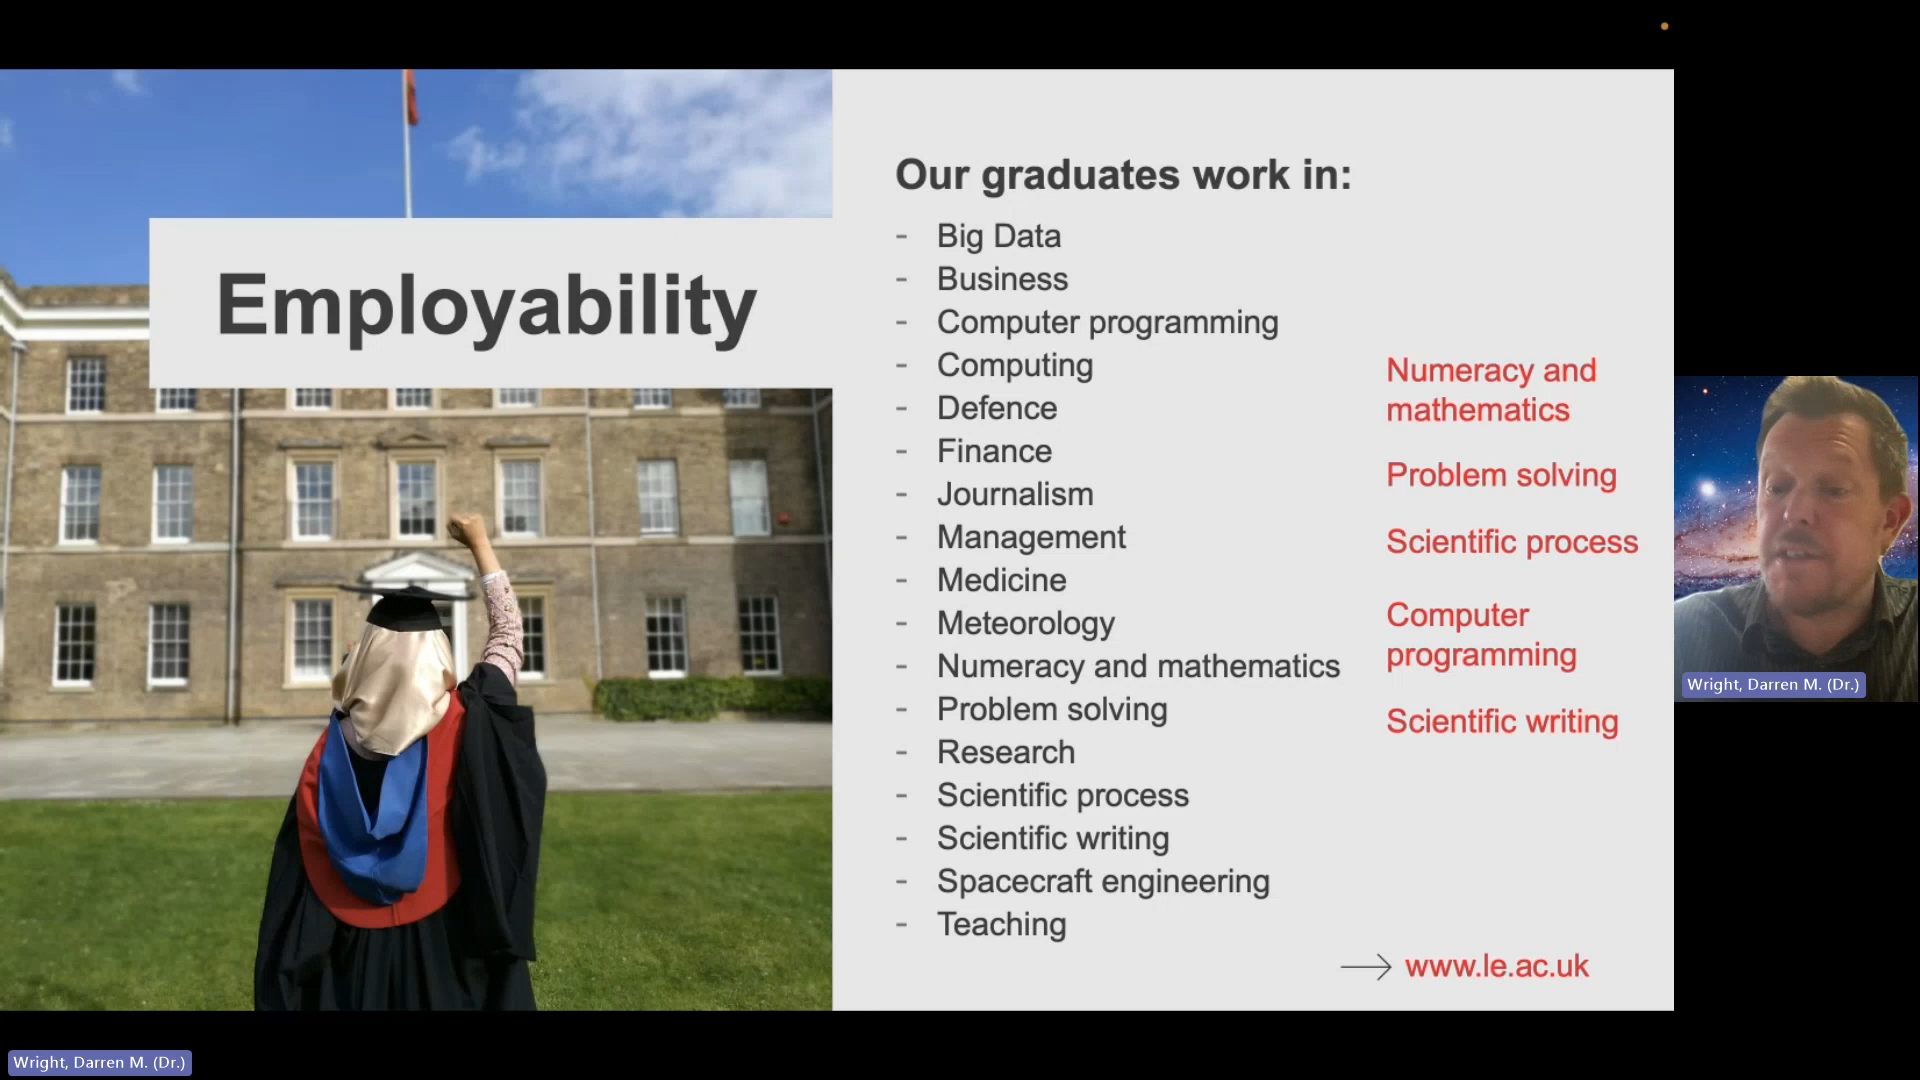 Employability
Our graduates work in:
- Big Data
- Business
- Computer programming
- Computing
- Defence
- Finance
- Journalism
- Management
- Medicine
- Meteorology
- Numeracy and mathematics
- Problem solving
- Research
- Scientific process
- Scientific writing
- Spacecraft engineering
- Teaching
Numeracy and
mathematics
Problem solving
Scientific process
Computer
programming
Scientific writing
→ www.le.ac.uk
Wright, Darren M. (Dr.)
Wright, Darren M. (Dr.)